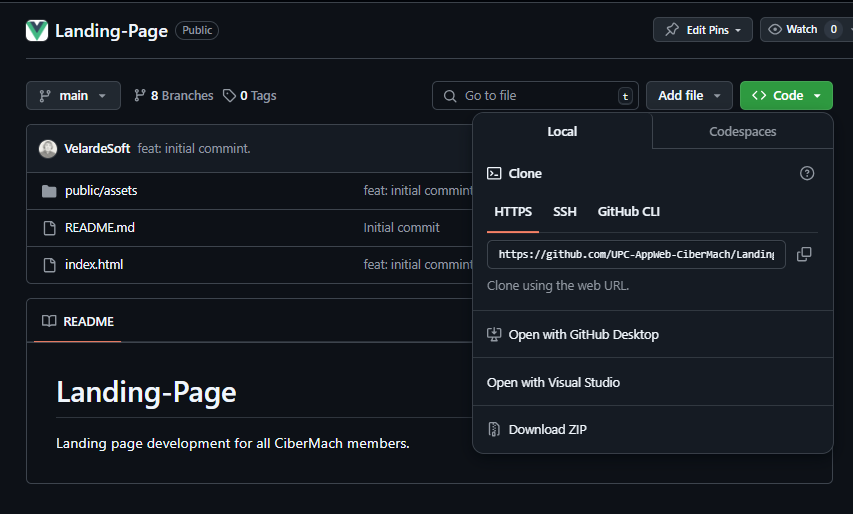 Landing-Page Public Edit Pins Watch 0
main 8 Branches 0 Tags Go to file t Add file Code
Local Codespaces
VelardeSoft feat: initial commint.
Clone
public/assets feat: initial commint
HTTPS SSH GitHub CLI
README.md Initial commit
https://github.com/UPC-AppWeb-CiberMach/Landing
index.html feat: initial commint
Clone using the web URL.
README
Open with GitHub Desktop
Open with Visual Studio
Landing-Page
Download ZIP
Landing page development for all CiberMach members.